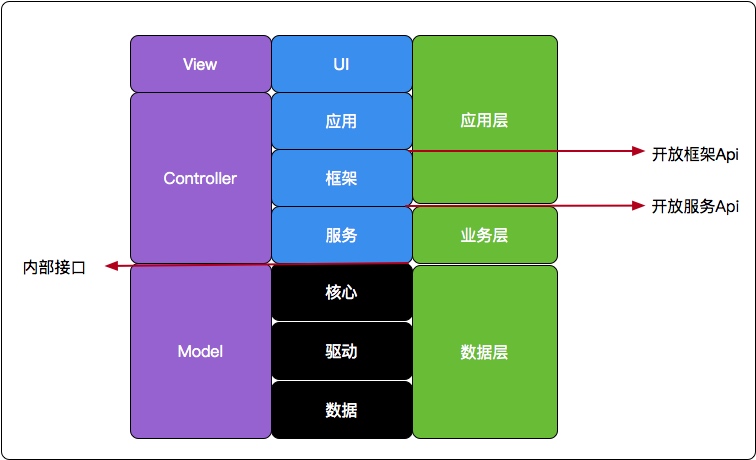 View
UI
应用层
Controller
应用
开放框架Api
框架
开放服务Api
服务
业务层
内部接口
Model
核心
数据层
驱动
数据